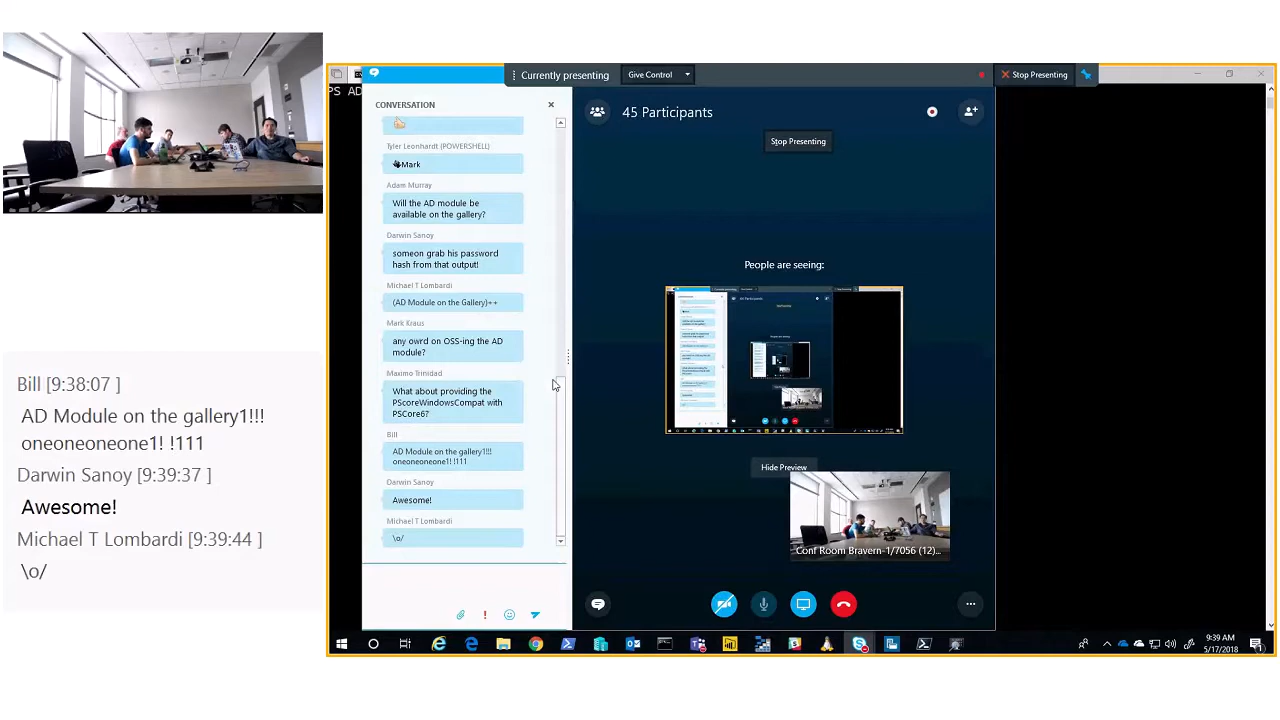 Currently presenting
Give Control
Stop Presenting
PS AD
CONVERSATION
45 Participants
Stop Presenting
Tyler Leonhardt (POWERSHELL)
Mark
Adam Murray
Will the AD module be
available on the gallery?
Darwin Sanoy
someon grab his password
hash from that output!
Michael T Lombardi
(AD Module on the Gallery)++
Mark Kraus
any owrd on OSS-ing the AD
module?
Maximo Trinidad
What about providing the
PSCoreWindowsCompat with
PSCore6?
Bill
AD Module on the gallery1!!!
oneoneoneone1! !111
Darwin Sanoy
Awesome!
Michael T Lombardi
\o/
People are seeing:
Hide Preview
Conf Room Bravern-1/7056 (12)...
Bill [9:38:07 ]
AD Module on the gallery1!!!
oneoneoneone1! !111
Darwin Sanoy [9:39:37 ]
Awesome!
Michael T Lombardi [9:39:44 ]
\o/
9:39 AM
5/17/2018